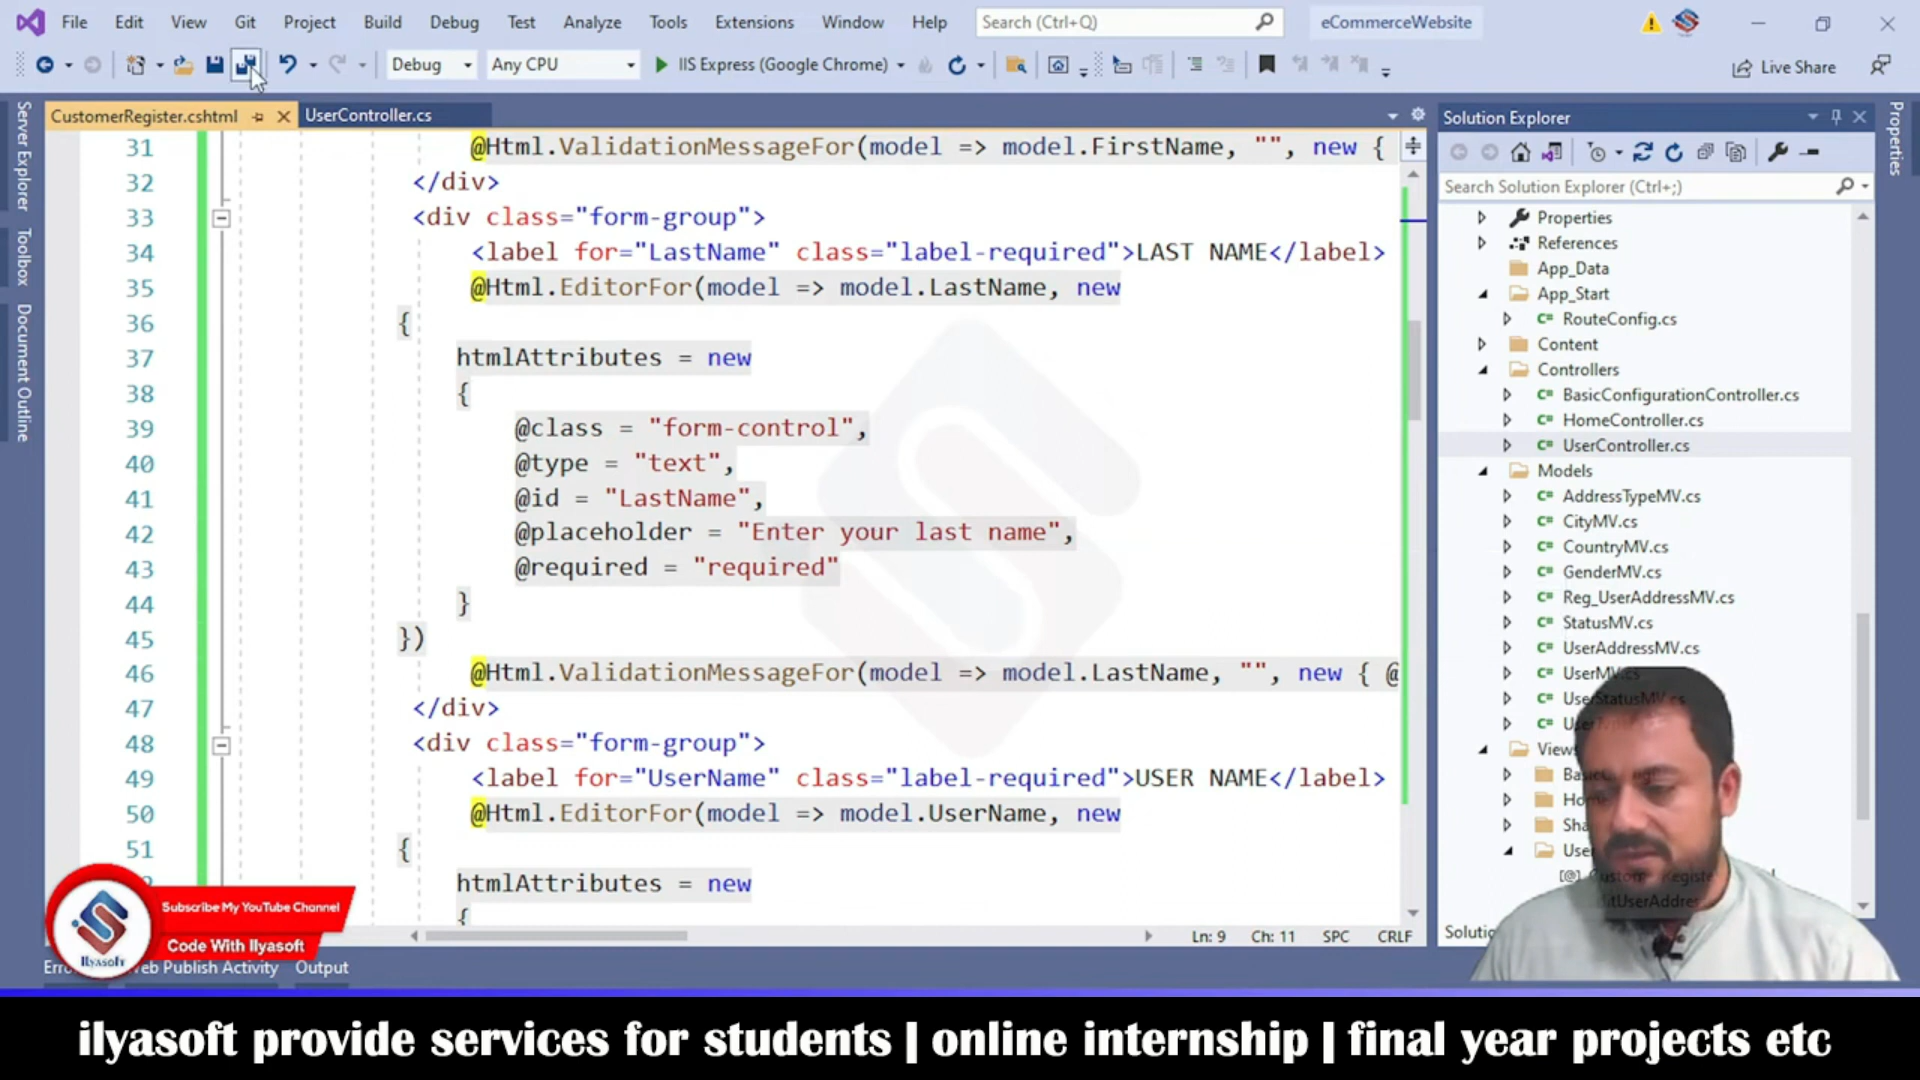 File Edit View Git Project Build Debug Test Analyze Tools Extensions Window Help Search (Ctrl+Q) eCommerceWebsite
Debug Any CPU IIS Express (Google Chrome) Live Share
Server Explorer
Toolbox
Document Outline
CustomerRegister.cshtml UserController.cs
31 @Html.ValidationMessageFor(model => model.FirstName, "", new {
32 </div>
33 <div class="form-group">
34 <label for="LastName" class="label-required">LAST NAME</label>
35 @Html.EditorFor(model => model.LastName, new
36 {
37 htmlAttributes = new
38 {
39 @class = "form-control",
40 @type = "text",
41 @id = "LastName",
42 @placeholder = "Enter your last name",
43 @required = "required"
44 }
45 })
46 @Html.ValidationMessageFor(model => model.LastName, "", new { @
47 </div>
48 <div class="form-group">
49 <label for="UserName" class="label-required">USER NAME</label>
50 @Html.EditorFor(model => model.UserName, new
51 {
htmlAttributes = new
{
Ln: 9 Ch: 11 SPC CRLF
Solution Explorer
Search Solution Explorer (Ctrl+;)
Properties
References
App_Data
App_Start
C# RouteConfig.cs
Content
Controllers
C# BasicConfigurationController.cs
C# HomeController.cs
C# UserController.cs
Models
C# AddressTypeMV.cs
C# CityMV.cs
C# CountryMV.cs
C# GenderMV.cs
C# Reg_UserAddressMV.cs
C# StatusMV.cs
C# UserAddressMV.cs
C# UserMV.cs
C# UserStatusMV.cs
Properties
Subscribe My YouTube Channel
Code With Ilyasoft
Ilyasoft
Web Publish Activity Output
ilyasoft provide services for students | online internship | final year projects etc